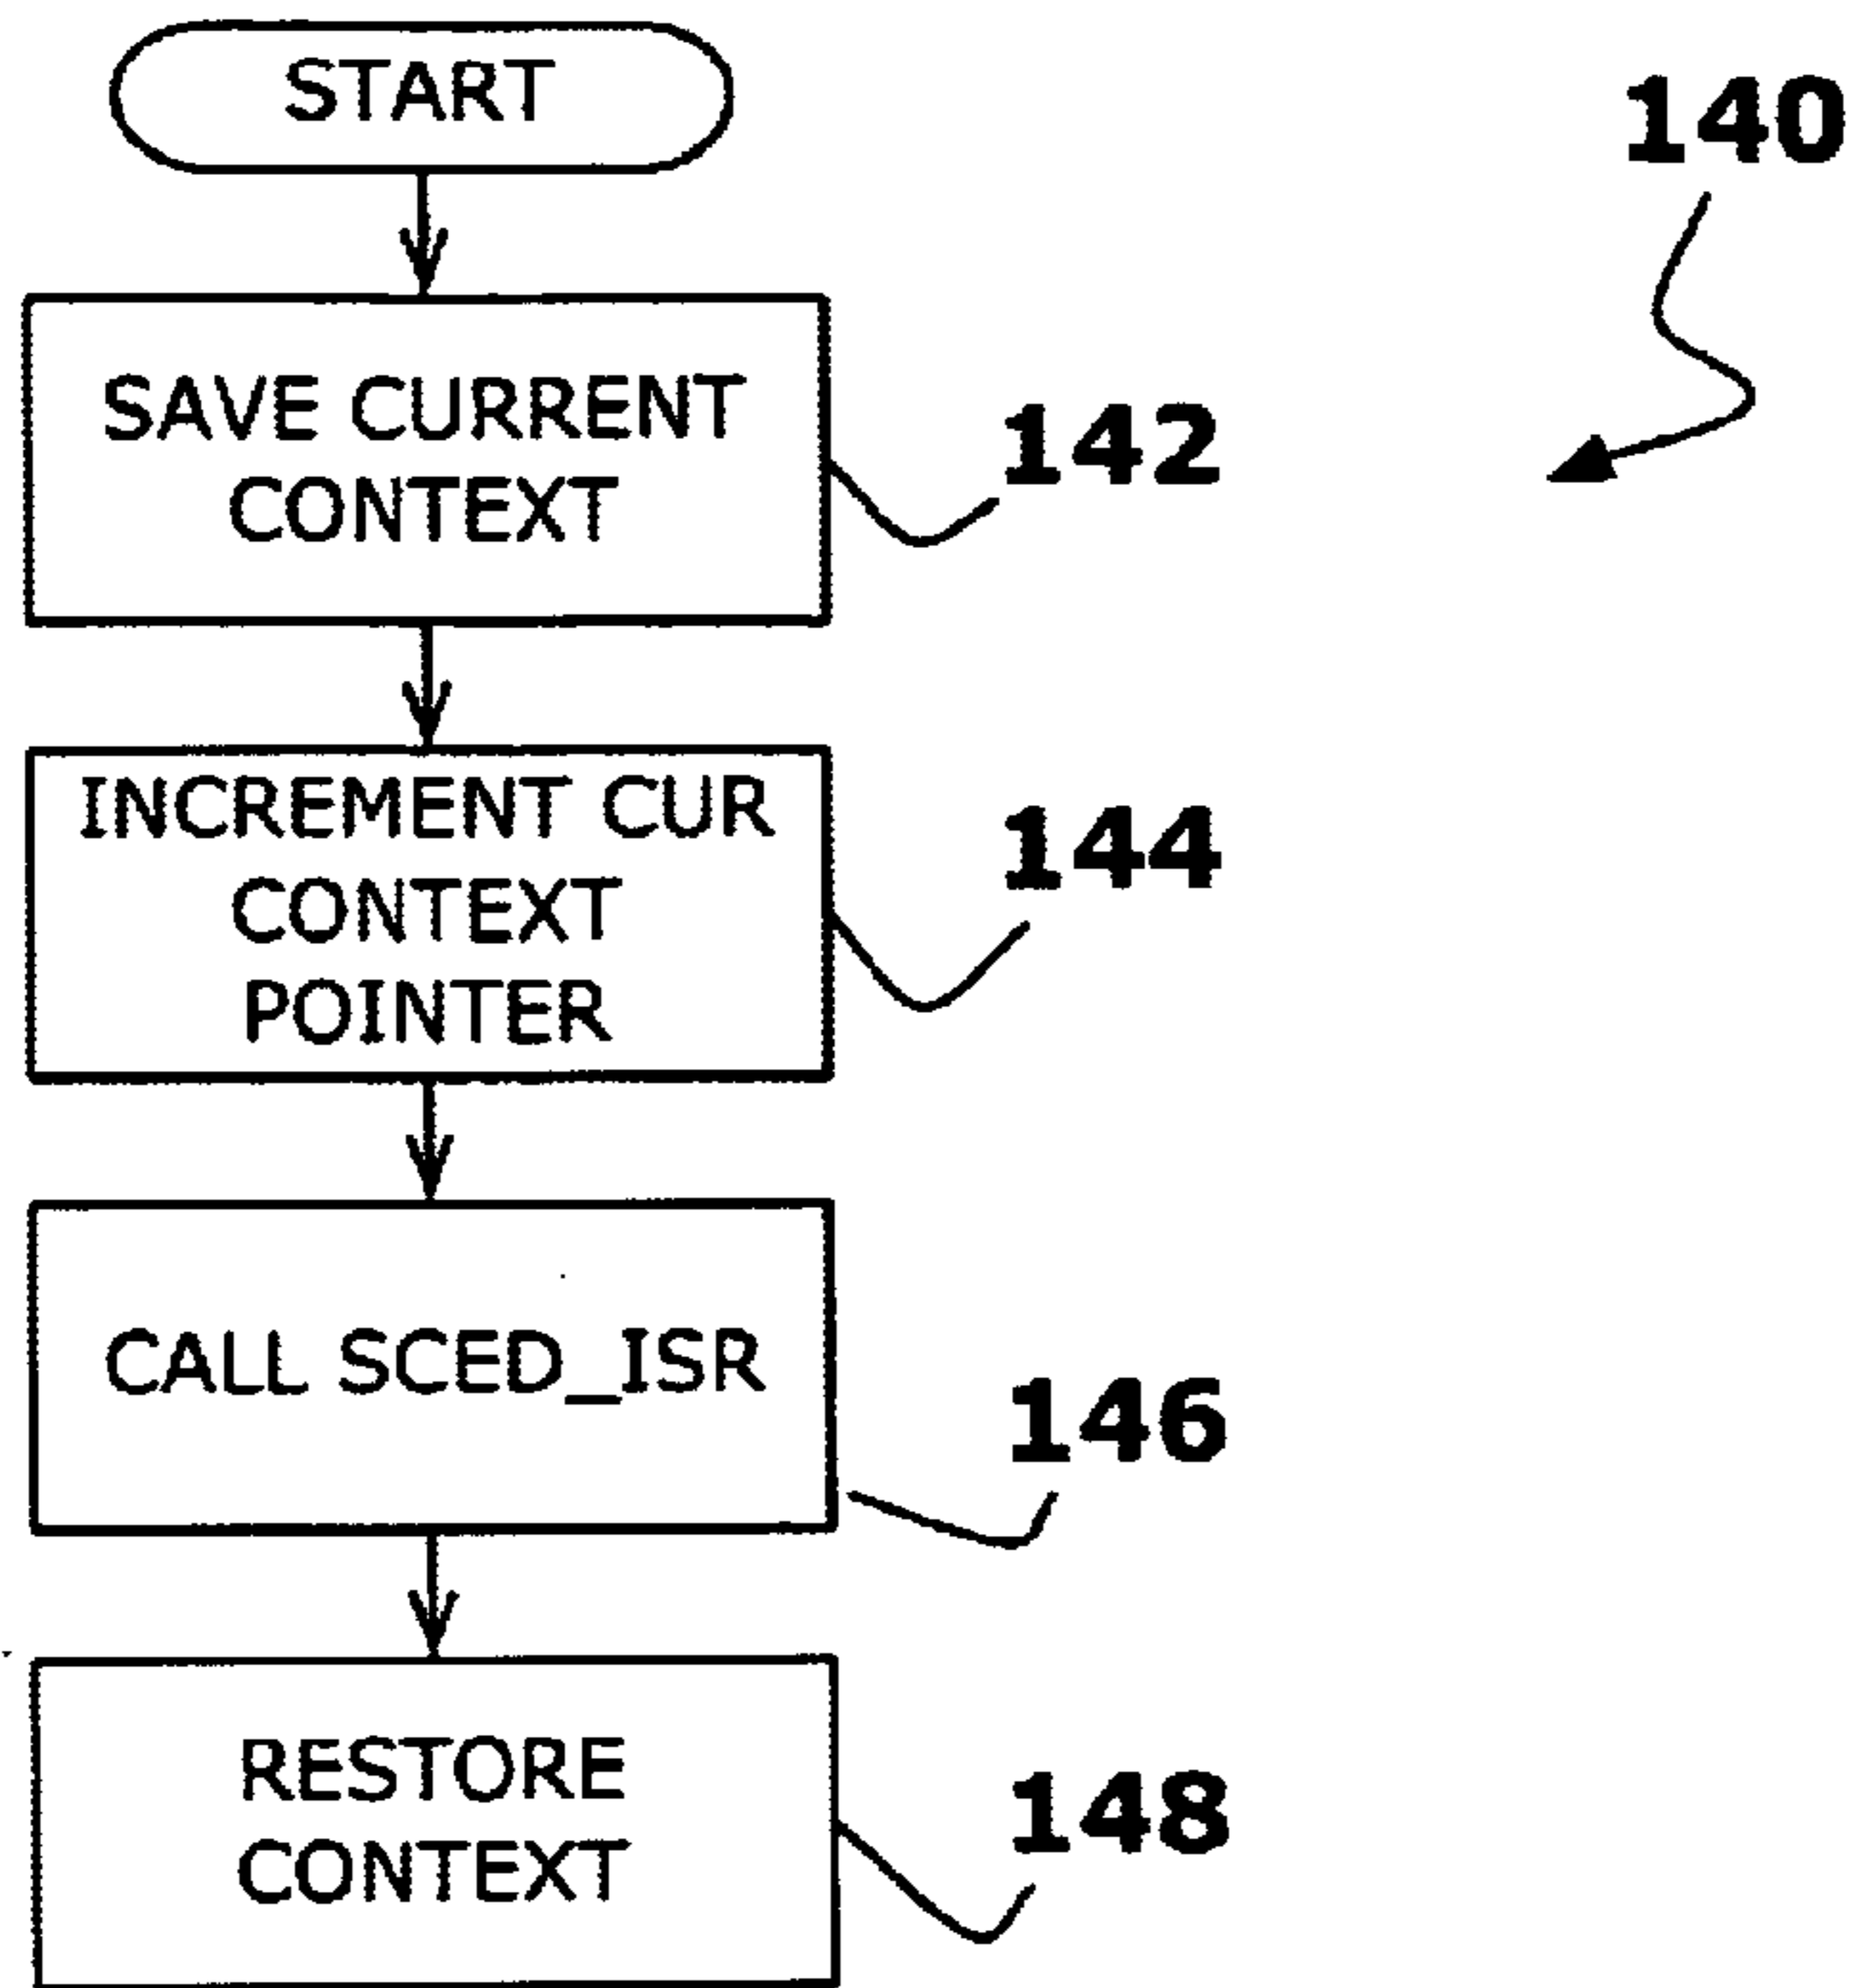 START
140
SAVE CURRENT
CONTEXT
142
INCREMENT CUR
CONTEXT
POINTER
144
CALL SCED_ISR
146
RESTORE
CONTEXT
148